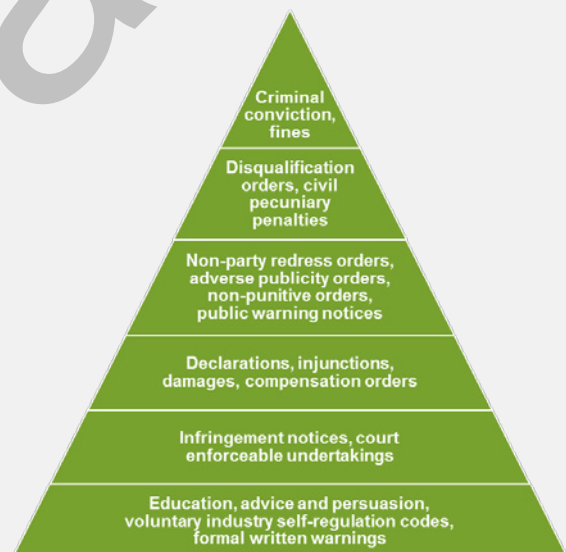 Criminal
conviction,
fines
Disqualification
orders, civil
pecuniary
penalties
Non-party redress orders,
adverse publicity orders,
non-punitive orders,
public warning notices
Declarations, injunctions,
damages, compensation orders
Infringement notices, court
enforceable undertakings
Education, advice and persuasion,
voluntary industry self-regulation codes,
formal written warnings